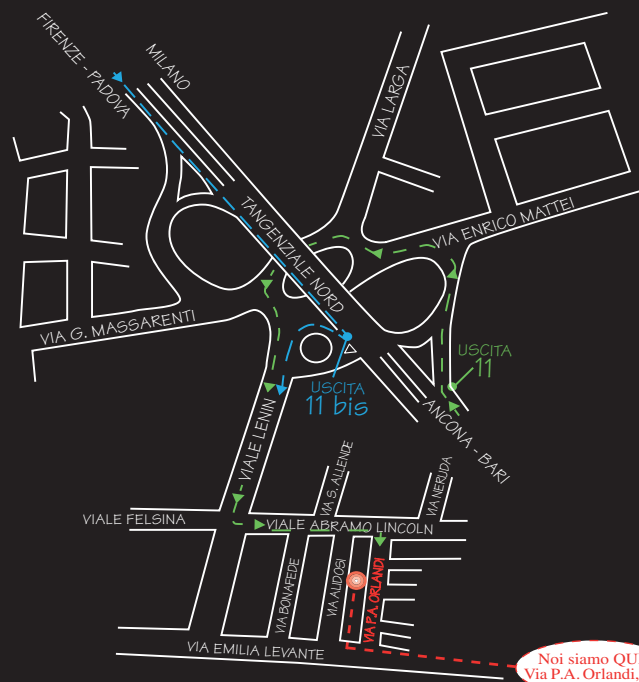 FIRENZE - PADOVA
MILANO
VIA LARGA
TANGENZIALE NORD
VIA ENRICO MATTEI
VIA G. MASSARENTI
USCITA
11
USCITA
11 bis
ANCONA - BARI
VIALE LENIN
VIA S. ALLENDE
VIA NERUDA
VIALE FELSINA
VIALE ABRAMO LINCOLN
VIA BONAFEDE
VIA ALIDOSI
VIA P.A. ORLANDI
VIA EMILIA LEVANTE
Noi siamo QU
Via P.A. Orlandi,